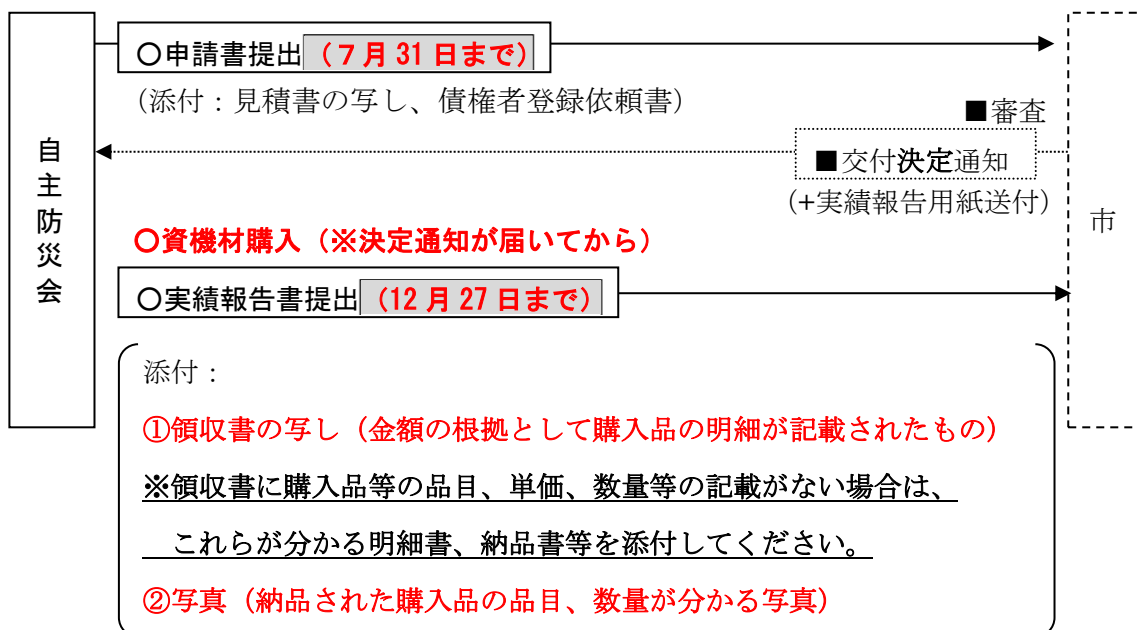 〇申請書提出（７月31日まで）
（添付：見積書の写し、債権者登録依頼書）
■審査
■交付決定通知
（+実績報告用紙送付）
自主防災会
市
〇資機材購入（※決定通知が届いてから）
〇実績報告書提出（12月27日まで）
添付：
①領収書の写し（金額の根拠として購入品の明細が記載されたもの）
※領収書に購入品等の品目、単価、数量等の記載がない場合は、
これらが分かる明細書、納品書等を添付してください。
②写真（納品された購入品の品目、数量が分かる写真）